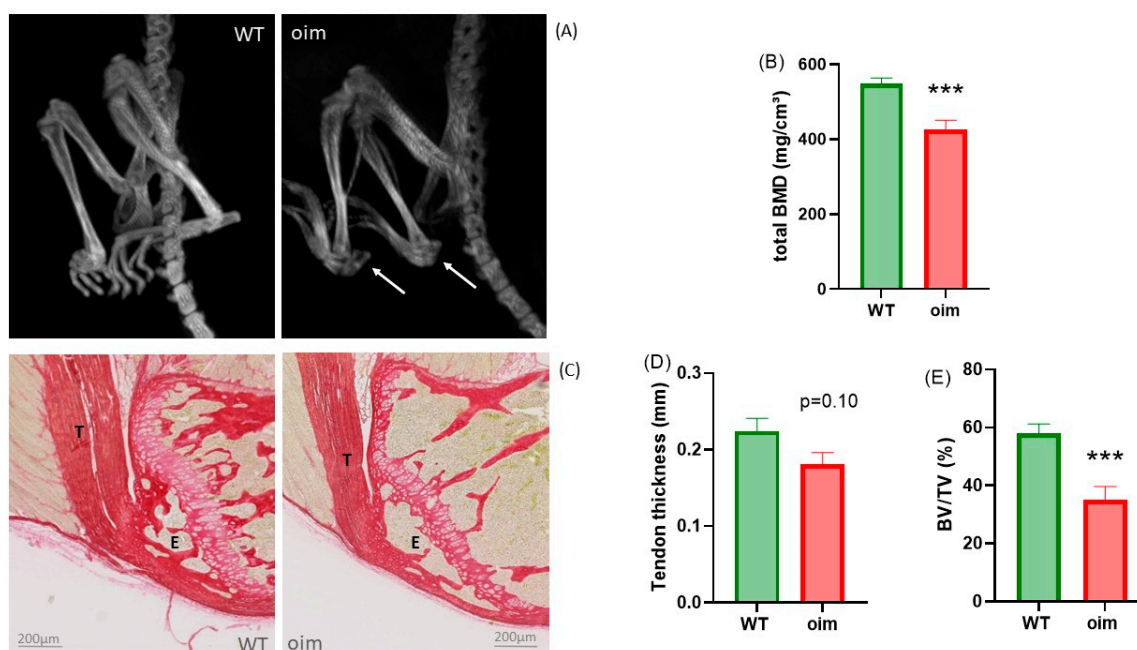 WT
oim
(A)
(B)
600
400
200
0
total BMD (mg/cm³)
***
WT
oim
(C)
T
E
200µm
WT
T
E
oim
200µm
(D)
0.3
0.2
0.1
0.0
Tendon thickness (mm)
p=0.10
WT
oim
(E)
80
60
40
20
0
BV/TV (%)
***
WT
oim